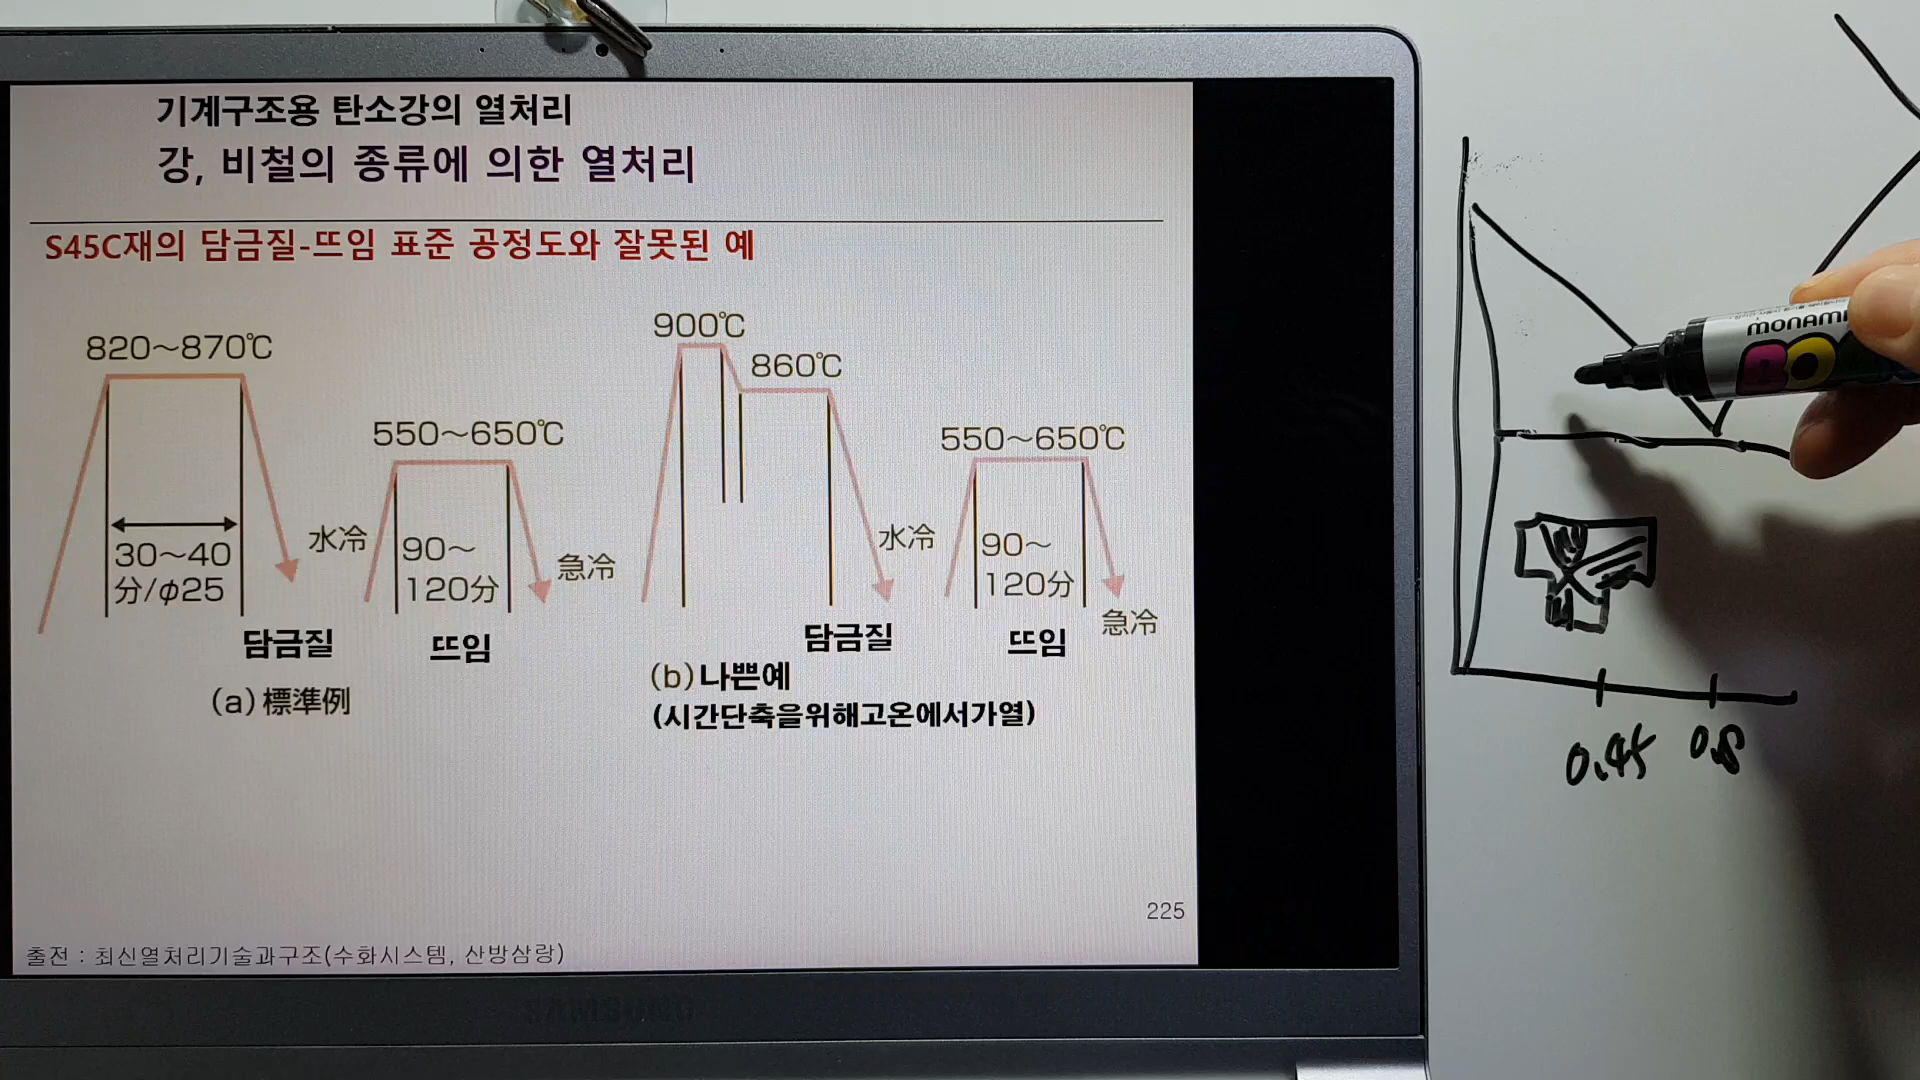 기계구조용 탄소강의 열처리
강, 비철의 종류에 의한 열처리
S45C재의 담금질-뜨임 표준 공정도와 잘못된 예
820～870℃
30～40
分/φ25
水冷
담금질
550～650℃
90～
120分
急冷
뜨임
(a) 標準例
900℃
860℃
水冷
담금질
550～650℃
90～
120分
急冷
뜨임
(b) 나쁜예
(시간단축을위해고온에서가열)
225
출전 : 최신열처리기술과구조(수화시스템, 산방삼랑)
monami
0.45
0.8